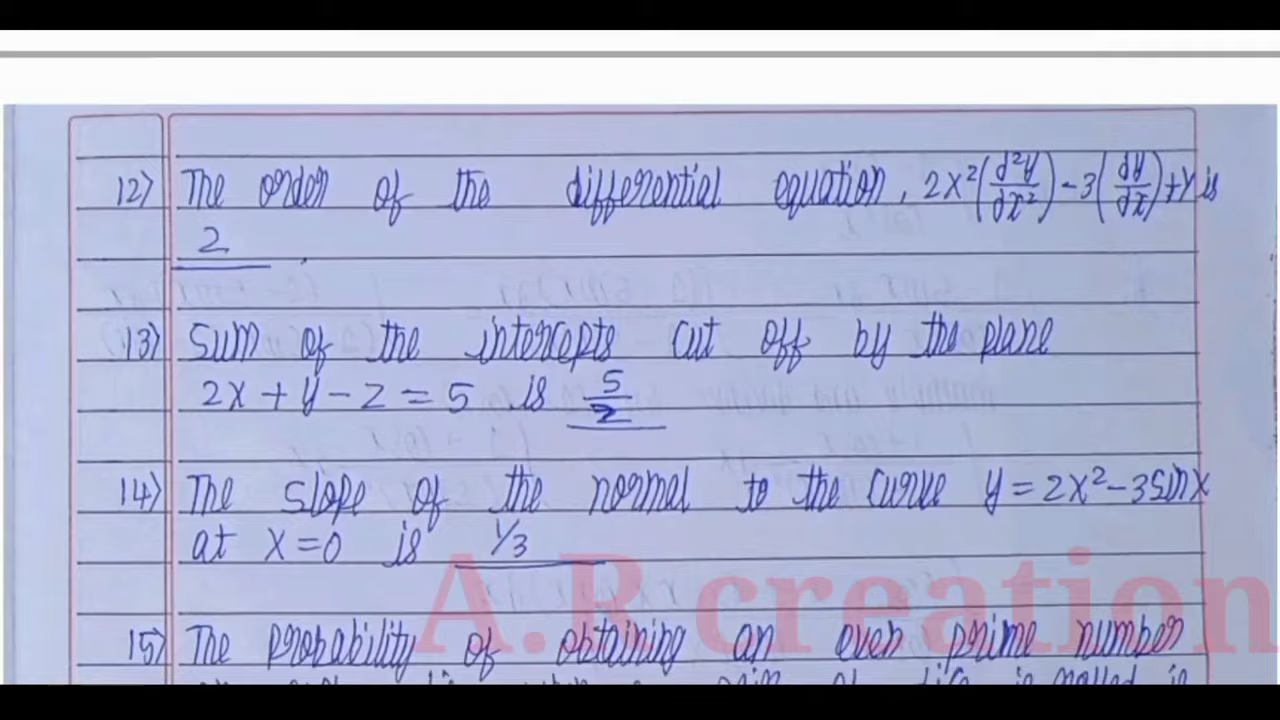 12) The order of the differential equation, 2x²(d²y/dx²) - 3(dy/dx) + y is
2
13) Sum of the intercepts cut off by the plane
2x + y - z = 5 is 5/2
14) The slope of the normal to the curve y = 2x² - 3sinx
at x = 0 is 1/3
A.R creation
15) The probability of obtaining an even prime number